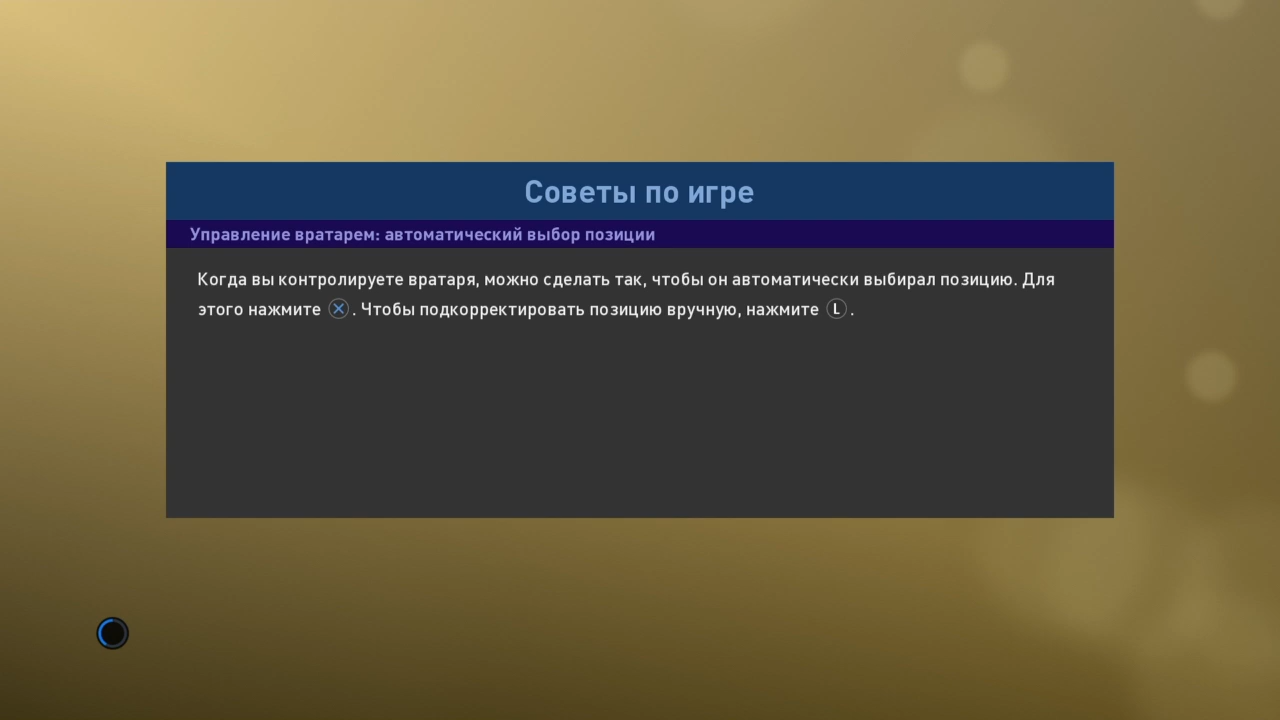 Советы по игре
Управление вратарем: автоматический выбор позиции
Когда вы контролируете вратаря, можно сделать так, чтобы он автоматически выбирал позицию. Для
этого нажмите ⓧ. Чтобы подкорректировать позицию вручную, нажмите Ⓛ.